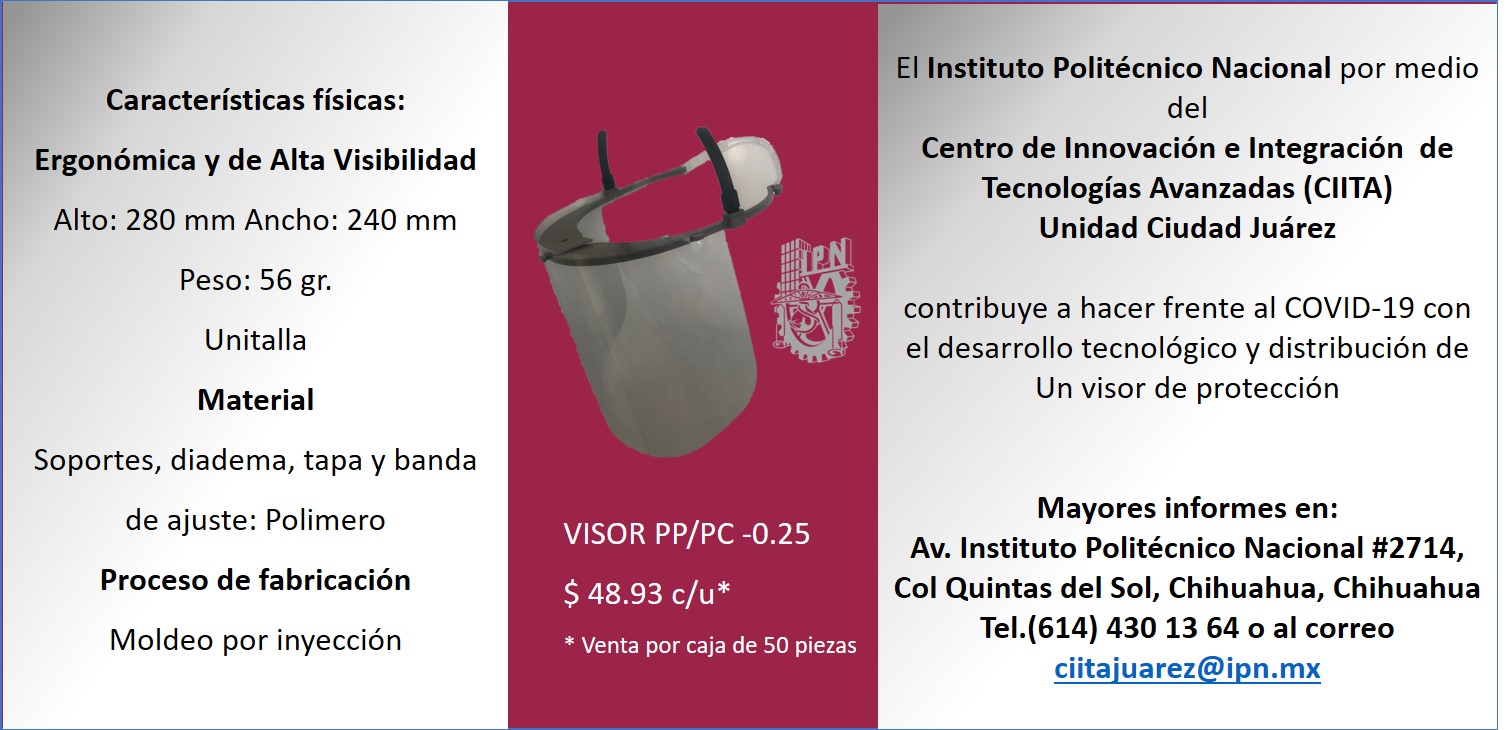 Características físicas:
Ergonómica y de Alta Visibilidad
Alto: 280 mm Ancho: 240 mm
Peso: 56 gr.
Unitalla
Material
Soportes, diadema, tapa y banda
de ajuste: Polimero
Proceso de fabricación
Moldeo por inyección
IPN
VISOR PP/PC -0.25
$ 48.93 c/u*
* Venta por caja de 50 piezas
El Instituto Politécnico Nacional por medio
del
Centro de Innovación e Integración de
Tecnologías Avanzadas (CIITA)
Unidad Ciudad Juárez
contribuye a hacer frente al COVID-19 con
el desarrollo tecnológico y distribución de
Un visor de protección
Mayores informes en:
Av. Instituto Politécnico Nacional #2714,
Col Quintas del Sol, Chihuahua, Chihuahua
Tel.(614) 430 13 64 o al correo
ciitajuarez@ipn.mx